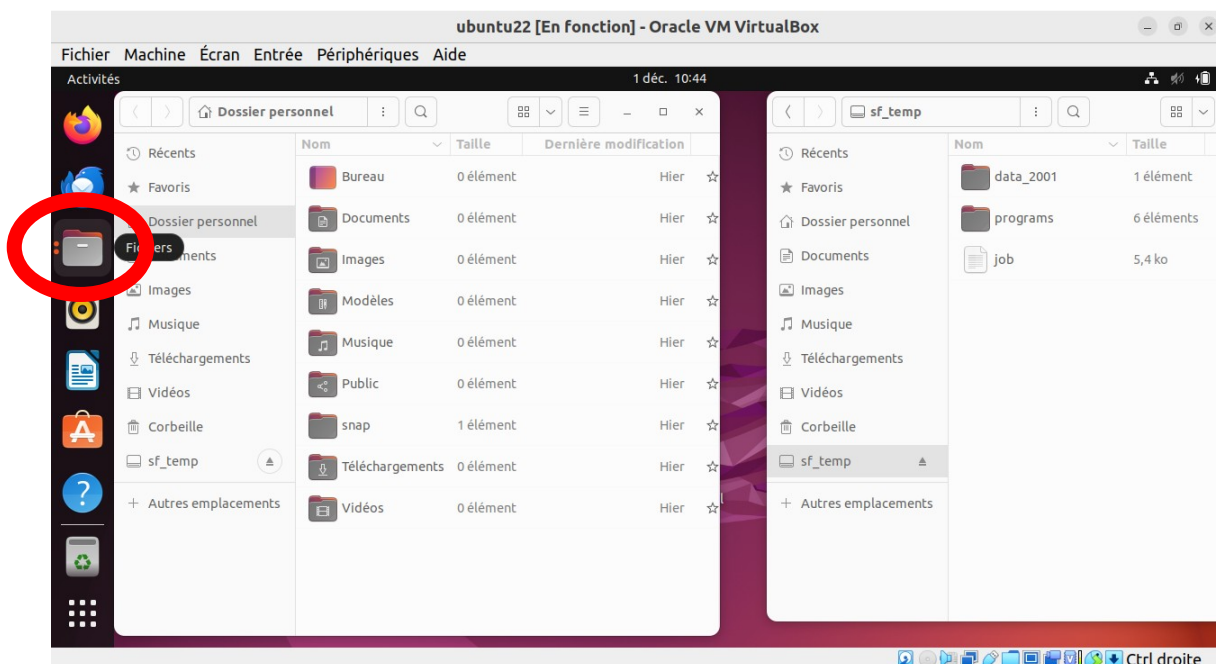 ubuntu22 [En fonction] - Oracle VM VirtualBox
Fichier Machine Écran Entrée Périphériques Aide
Activités 1 déc. 10:44
Dossier personnel
Récents
Favoris
Dossier personnel
Images
Musique
Téléchargements
Vidéos
Corbeille
sf_temp
+ Autres emplacements
Nom Taille Dernière modification
Bureau 0 élément Hier
Documents 0 élément Hier
Images 0 élément Hier
Modèles 0 élément Hier
Musique 0 élément Hier
Public 0 élément Hier
snap 1 élément Hier
Téléchargements 0 élément Hier
Vidéos 0 élément Hier
sf_temp
Récents
Favoris
Dossier personnel
Documents
Images
Musique
Téléchargements
Vidéos
Corbeille
sf_temp
+ Autres emplacements
Nom Taille
data_2001 1 élément
programs 6 éléments
job 5,4 ko
Ctrl droite